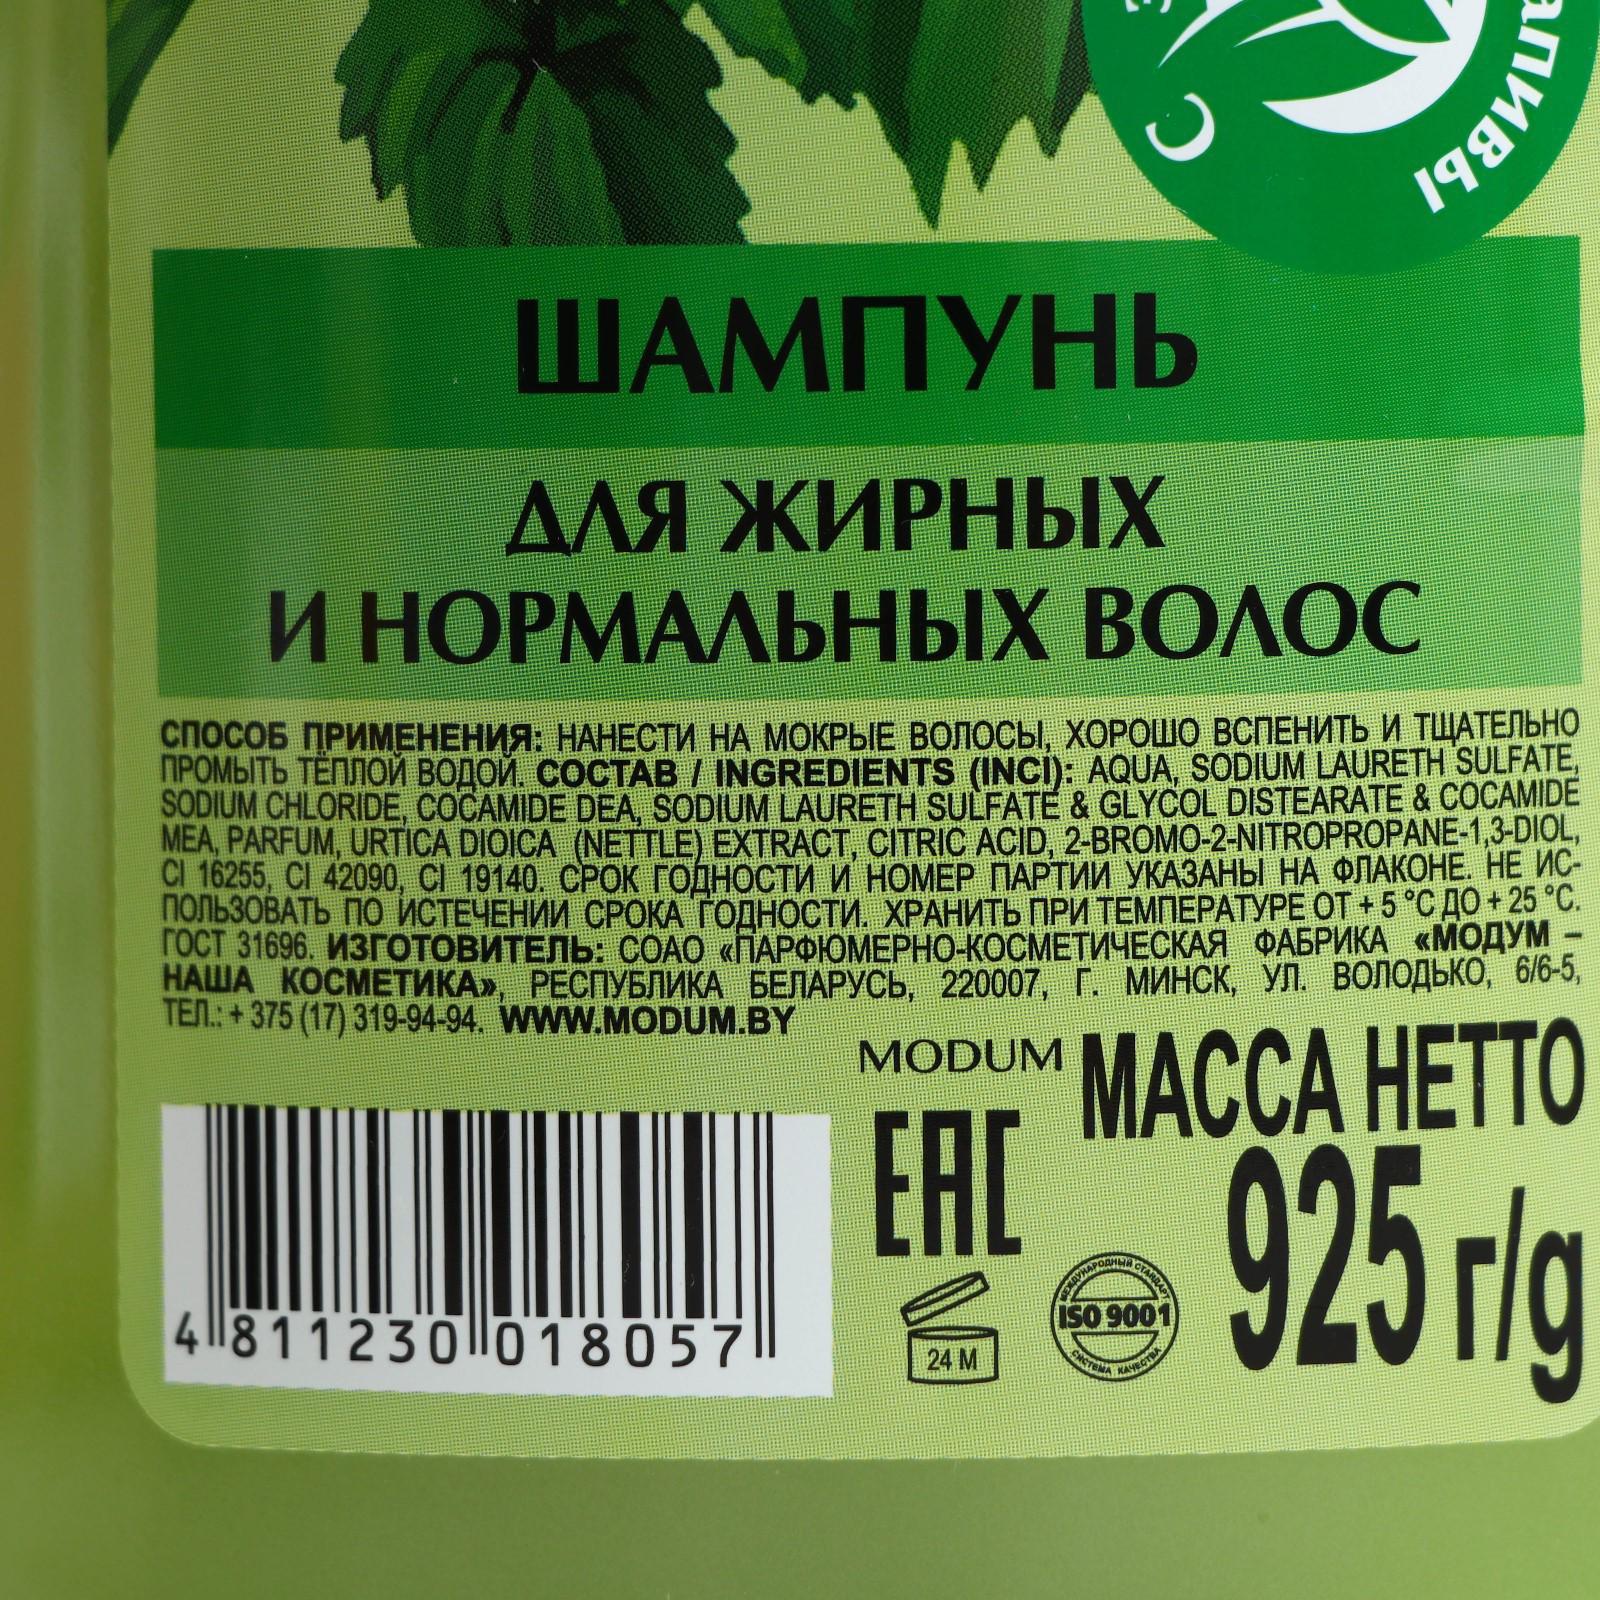 ШАМПУНЬ
ДЛЯ ЖИРНЫХ
И НОРМАЛЬНЫХ ВОЛОС
СПОСОБ ПРИМЕНЕНИЯ: НАНЕСТИ НА МОКРЫЕ ВОЛОСЫ, ХОРОШО ВСПЕНИТЬ И ТЩАТЕЛЬНО
ПРОМЫТЬ ТЁПЛОЙ ВОДОЙ. СОСТАВ / INGREDIENTS (INCI): AQUA, SODIUM LAURETH SULFATE,
SODIUM CHLORIDE, COCAMIDE DEA, SODIUM LAURETH SULFATE & GLYCOL DISTEARATE & COCAMIDE
MEA, PARFUM, URTICA DIOICA (NETTLE) EXTRACT, CITRIC ACID, 2-BROMO-2-NITROPROPANE-1,3-DIOL,
CI 16255, CI 42090, CI 19140. СРОК ГОДНОСТИ И НОМЕР ПАРТИИ УКАЗАНЫ НА ФЛАКОНЕ. НЕ ИС-
ПОЛЬЗОВАТЬ ПО ИСТЕЧЕНИИ СРОКА ГОДНОСТИ. ХРАНИТЬ ПРИ ТЕМПЕРАТУРЕ ОТ + 5 °C ДО + 25 °C.
ГОСТ 31696. ИЗГОТОВИТЕЛЬ: СОАО «ПАРФЮМЕРНО-КОСМЕТИЧЕСКАЯ ФАБРИКА «МОДУМ –
НАША КОСМЕТИКА», РЕСПУБЛИКА БЕЛАРУСЬ, 220007, Г. МИНСК, УЛ. ВОЛОДЬКО, 6/6-5,
ТЕЛ.: + 375 (17) 319-94-94. WWW.MODUM.BY
MODUM
МАССА НЕТТО
925 г/g
EAC
24 M
МЕЖДУНАРОДНЫЙ СТАНДАРТ
ISO 9001
СИСТЕМА КАЧЕСТВА
4 811230 018057